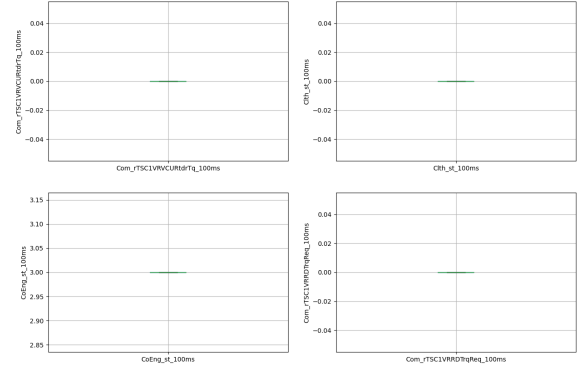 Com_rTSC1VRVCURtdrTq_100ms
0.04
0.02
0.00
−0.02
−0.04
Com_rTSC1VRVCURtdrTq_100ms
Clth_st_100ms
0.04
0.02
0.00
−0.02
−0.04
Clth_st_100ms
CoEng_st_100ms
3.15
3.10
3.05
3.00
2.95
2.90
2.85
CoEng_st_100ms
Com_rTSC1VRRDTrqReq_100ms
0.04
0.02
0.00
−0.02
−0.04
Com_rTSC1VRRDTrqReq_100ms